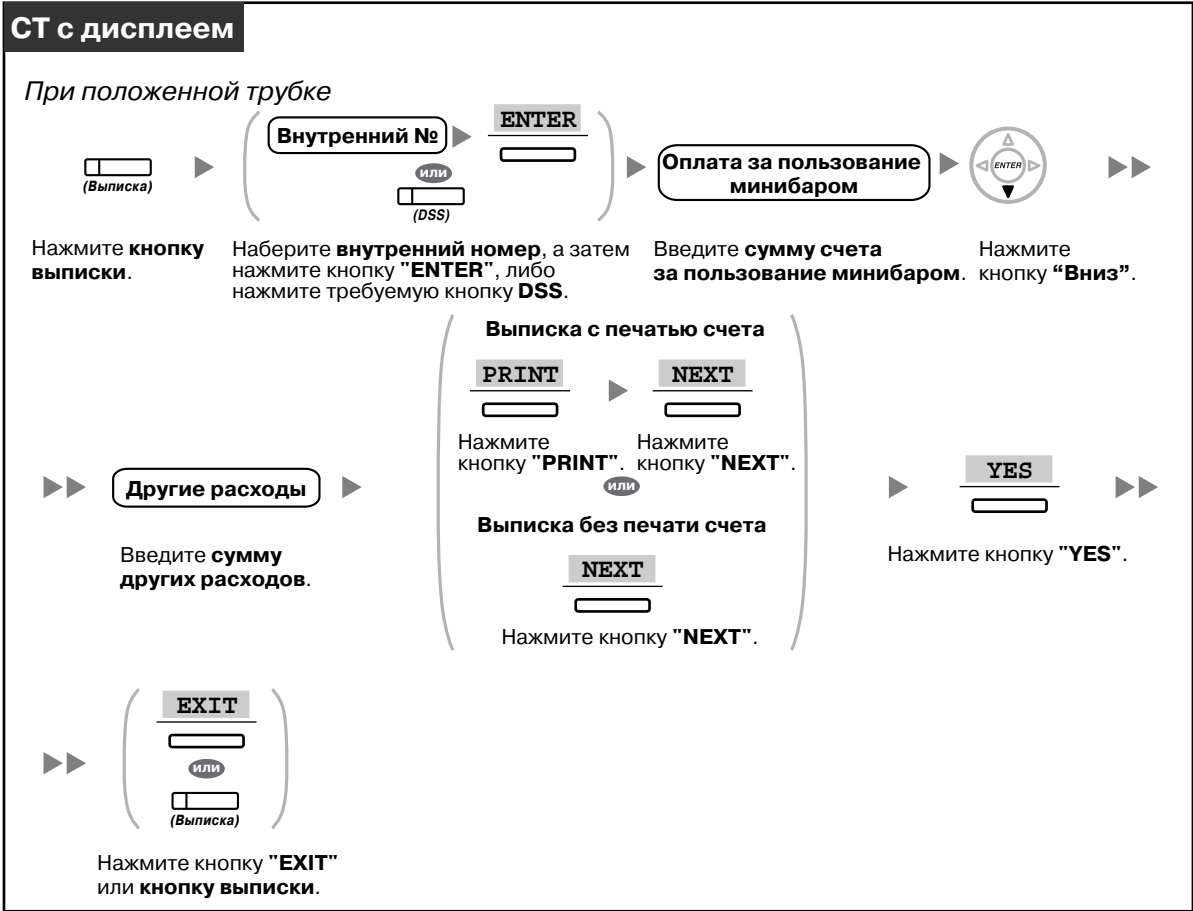 СТ с дисплеем
При положенной трубке
(Выписка)
Внутренний №
ENTER
или
(DSS)
Оплата за пользование
минибаром
ENTER
Нажмите кнопку
выписки.
Наберите внутренний номер, а затем
нажмите кнопку "ENTER", либо
нажмите требуемую кнопку DSS.
Введите сумму счета
за пользование минибаром.
Нажмите
кнопку “Вниз”.
Другие расходы
Введите сумму
других расходов.
Выписка с печатью счета
PRINT
NEXT
Нажмите
кнопку "PRINT".
Нажмите
кнопку "NEXT".
или
Выписка без печати счета
NEXT
Нажмите кнопку "NEXT".
YES
Нажмите кнопку "YES".
EXIT
или
(Выписка)
Нажмите кнопку "EXIT"
или кнопку выписки.